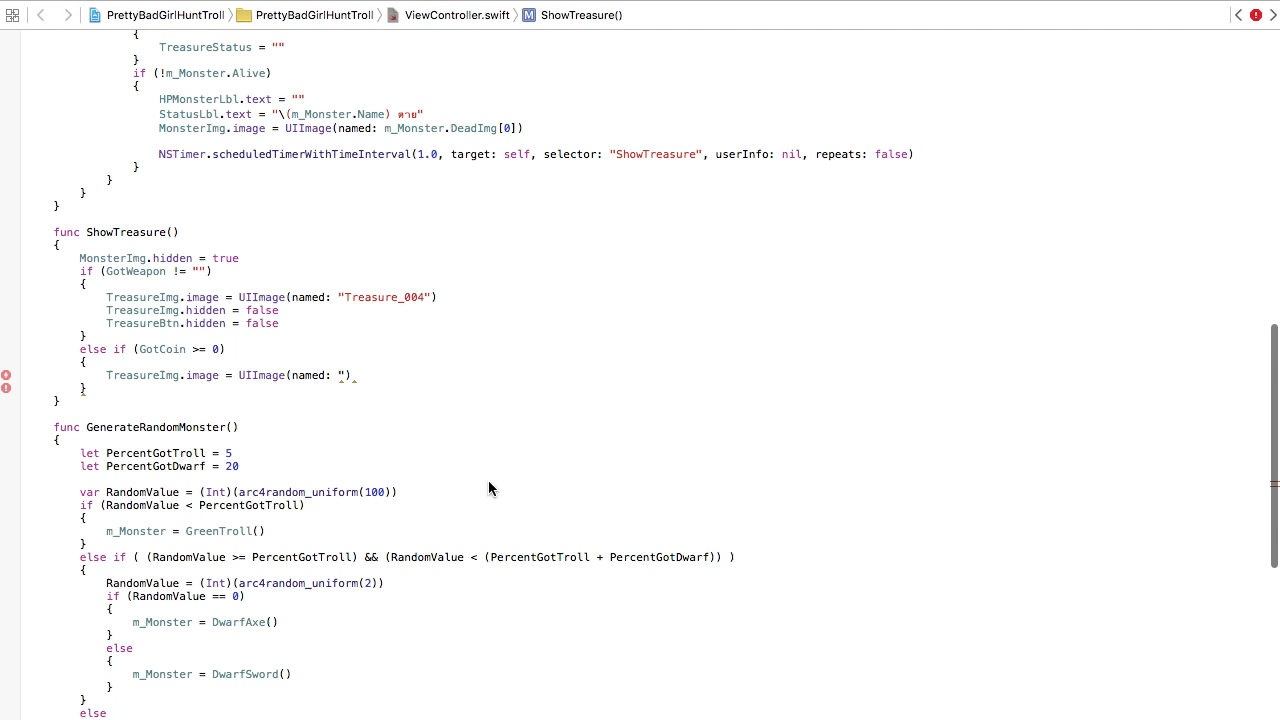 PrettyBadGirlHuntTroll PrettyBadGirlHuntTroll ViewController.swift M ShowTreasure()
{
TreasureStatus = ""
}
if (!m_Monster.Alive)
{
HPMonsterLbl.text = ""
StatusLbl.text = "\(m_Monster.Name) ตาย"
MonsterImg.image = UIImage(named: m_Monster.DeadImg[0])
NSTimer.scheduledTimerWithTimeInterval(1.0, target: self, selector: "ShowTreasure", userInfo: nil, repeats: false)
}
}
}
}
func ShowTreasure()
{
MonsterImg.hidden = true
if (GotWeapon != "")
{
TreasureImg.image = UIImage(named: "Treasure_004")
TreasureImg.hidden = false
TreasureBtn.hidden = false
}
else if (GotCoin >= 0)
{
TreasureImg.image = UIImage(named: ")
}
}
func GenerateRandomMonster()
{
let PercentGotTroll = 5
let PercentGotDwarf = 20
var RandomValue = (Int)(arc4random_uniform(100))
if (RandomValue < PercentGotTroll)
{
m_Monster = GreenTroll()
}
else if ( (RandomValue >= PercentGotTroll) && (RandomValue < (PercentGotTroll + PercentGotDwarf)) )
{
RandomValue = (Int)(arc4random_uniform(2))
if (RandomValue == 0)
{
m_Monster = DwarfAxe()
}
else
{
m_Monster = DwarfSword()
}
}
else